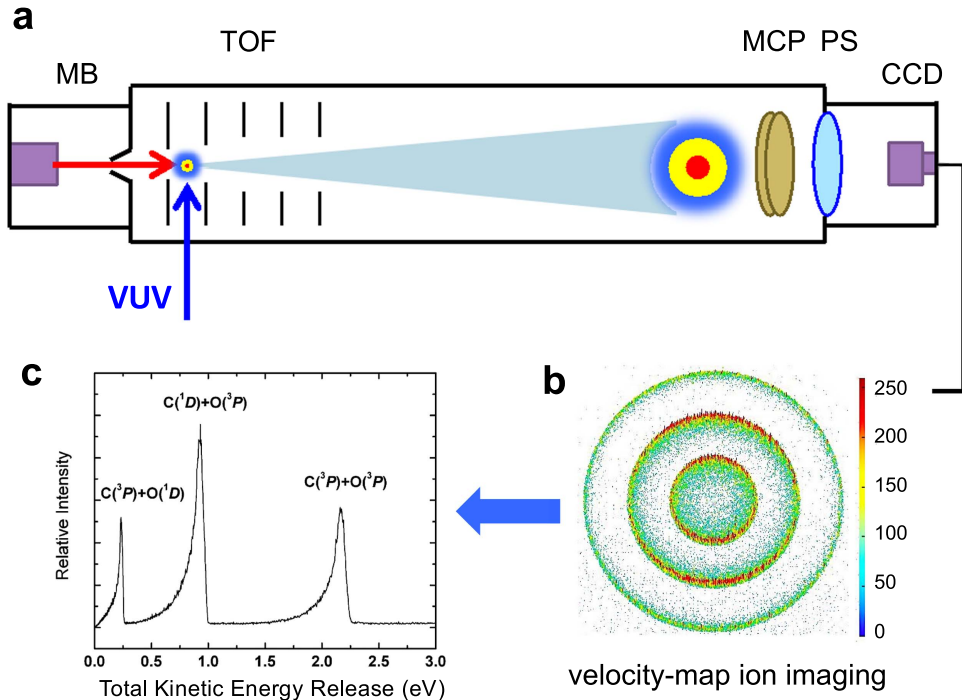 a
TOF
MCP PS
MB
CCD
VUV
c
C(¹D)+O(³P)
C(³P)+O(¹D)
C(³P)+O(³P)
Relative Intensity
0.0 0.5 1.0 1.5 2.0 2.5 3.0
Total Kinetic Energy Release (eV)
b
250
200
150
100
50
0
velocity-map ion imaging